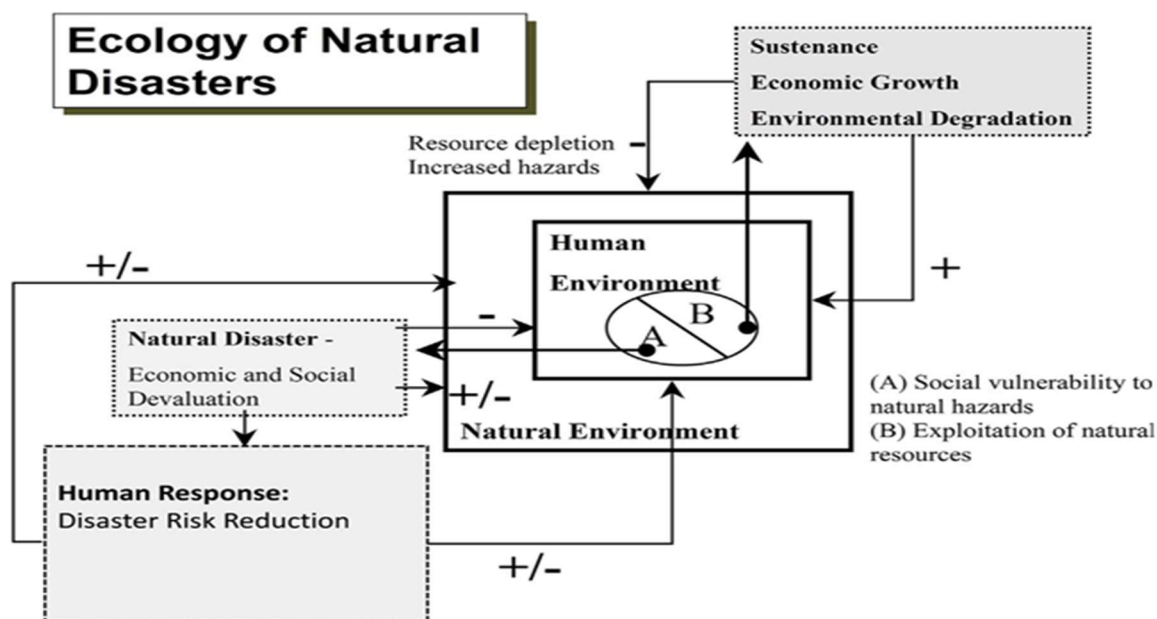 Ecology of Natural
Disasters
Sustenance
Economic Growth
Environmental Degradation
Resource depletion
Increased hazards
-
+/-
Human
Environment
+
B
A
Natural Disaster -
Economic and Social
Devaluation
-
+/-
Natural Environment
(A) Social vulnerability to
natural hazards
(B) Exploitation of natural
resources
Human Response:
Disaster Risk Reduction
+/-